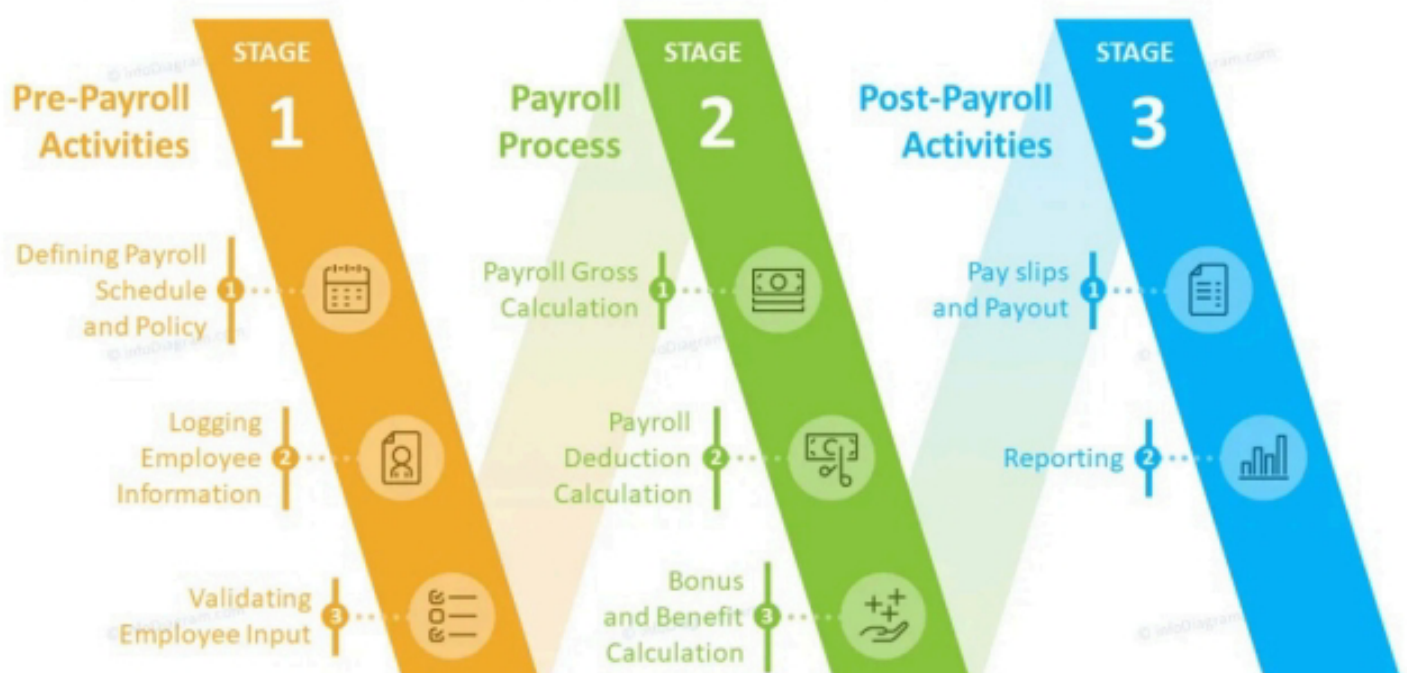 STAGE
1
Pre-Payroll
Activities
Defining Payroll
Schedule
and Policy
1
Logging
Employee
Information
2
Validating
Employee Input
3
STAGE
2
Payroll
Process
Payroll Gross
Calculation
1
Payroll
Deduction
Calculation
2
Bonus
and Benefit
Calculation
3
STAGE
3
Post-Payroll
Activities
Pay slips
and Payout
1
Reporting
2
© infoDiagram.com